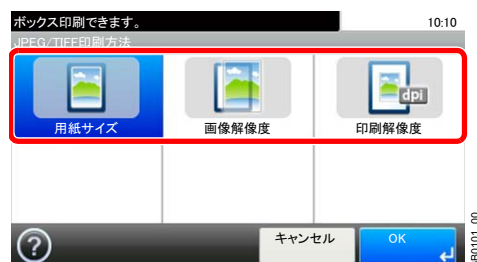 ボックス印刷できます。 10:10
JPEG/TIFF印刷方法
dpi
用紙サイズ 画像解像度 印刷解像度
? キャンセル OK
B0101_00